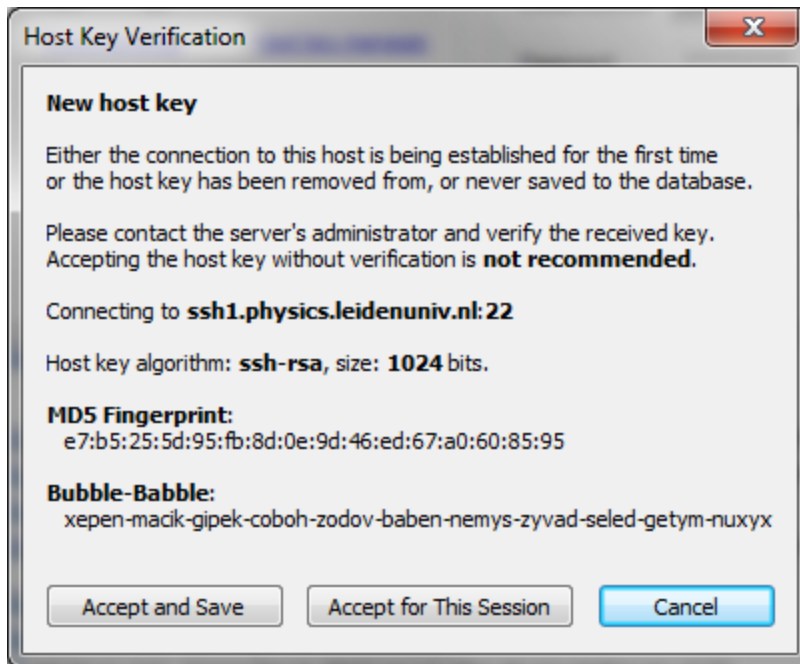 Host Key Verification
New host key
Either the connection to this host is being established for the first time
or the host key has been removed from, or never saved to the database.
Please contact the server's administrator and verify the received key.
Accepting the host key without verification is not recommended.
Connecting to ssh1.physics.leidenuniv.nl:22
Host key algorithm: ssh-rsa, size: 1024 bits.
MD5 Fingerprint:
e7:b5:25:5d:95:fb:8d:0e:9d:46:ed:67:a0:60:85:95
Bubble-Babble:
xepen-macik-gipek-coboh-zodov-baben-nemys-zyvad-seled-getym-nuxyx
Accept and Save
Accept for This Session
Cancel